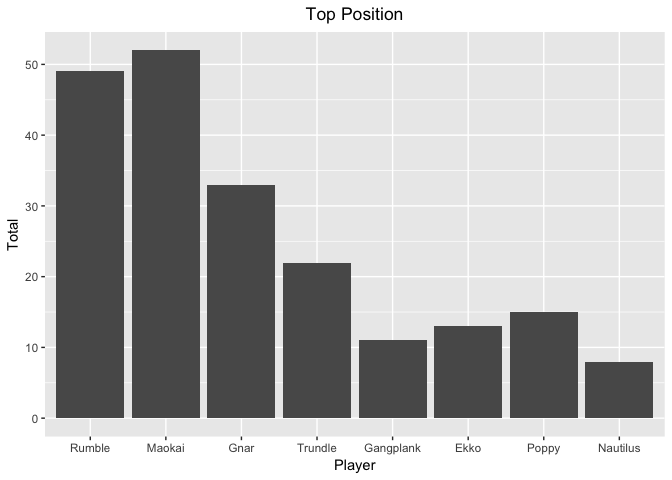 Top Position
Total
50
40
30
20
10
0
Rumble Maokai Gnar Trundle Gangplank Ekko Poppy Nautilus
Player